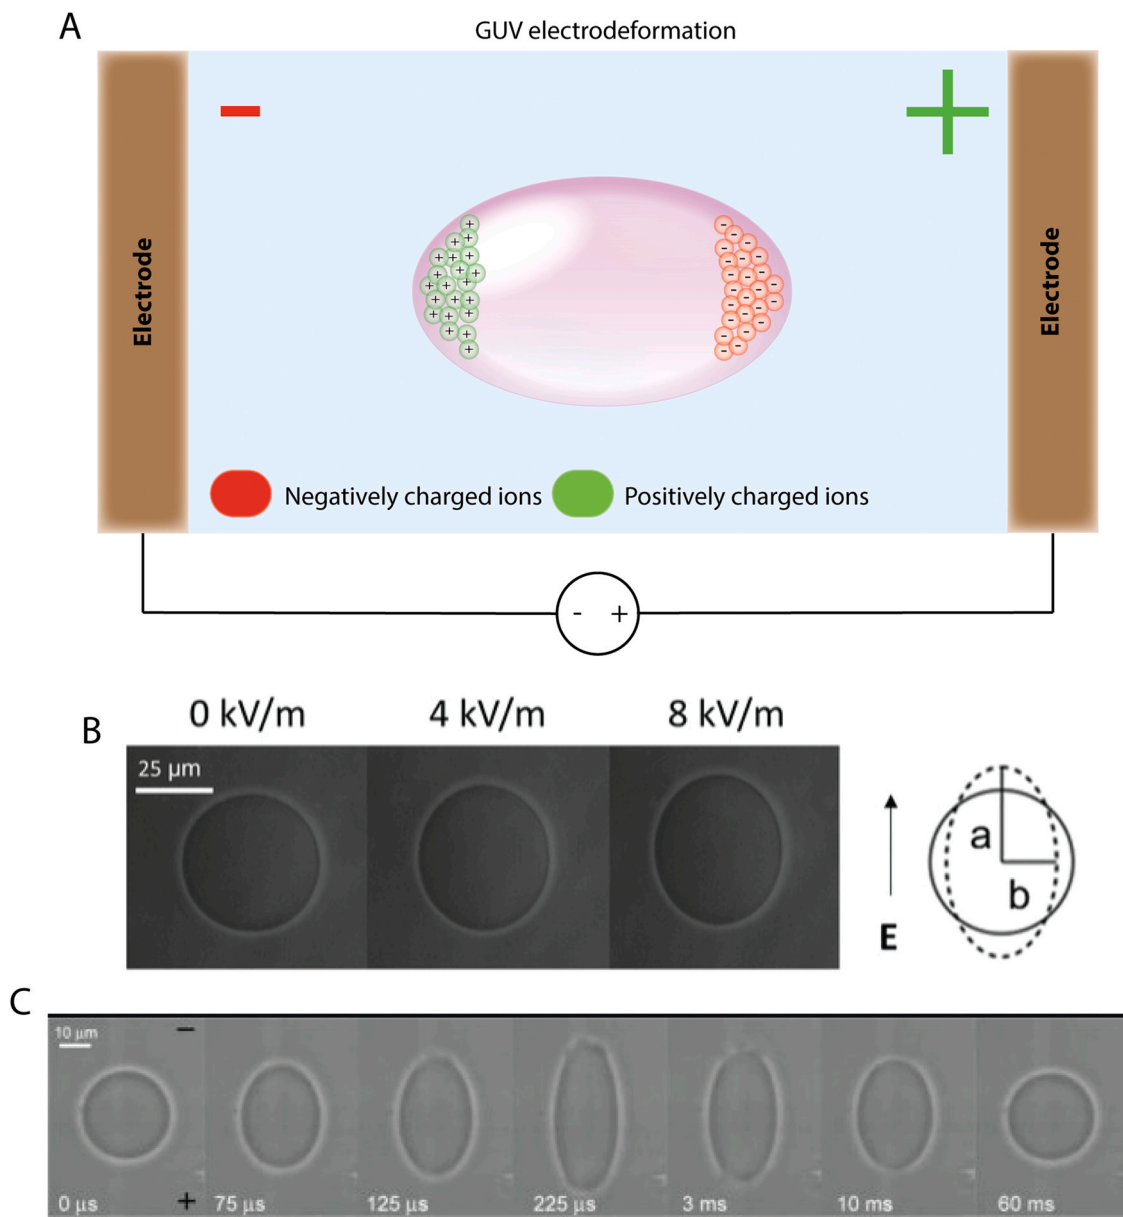 A
GUV electrodeformation
Electrode
Electrode
Negatively charged ions
Positively charged ions
- +
B
0 kV/m 4 kV/m 8 kV/m
25 µm
a
b
E
C
10 µm
−
+
0 µs 75 µs 125 µs 225 µs 3 ms 10 ms 60 ms